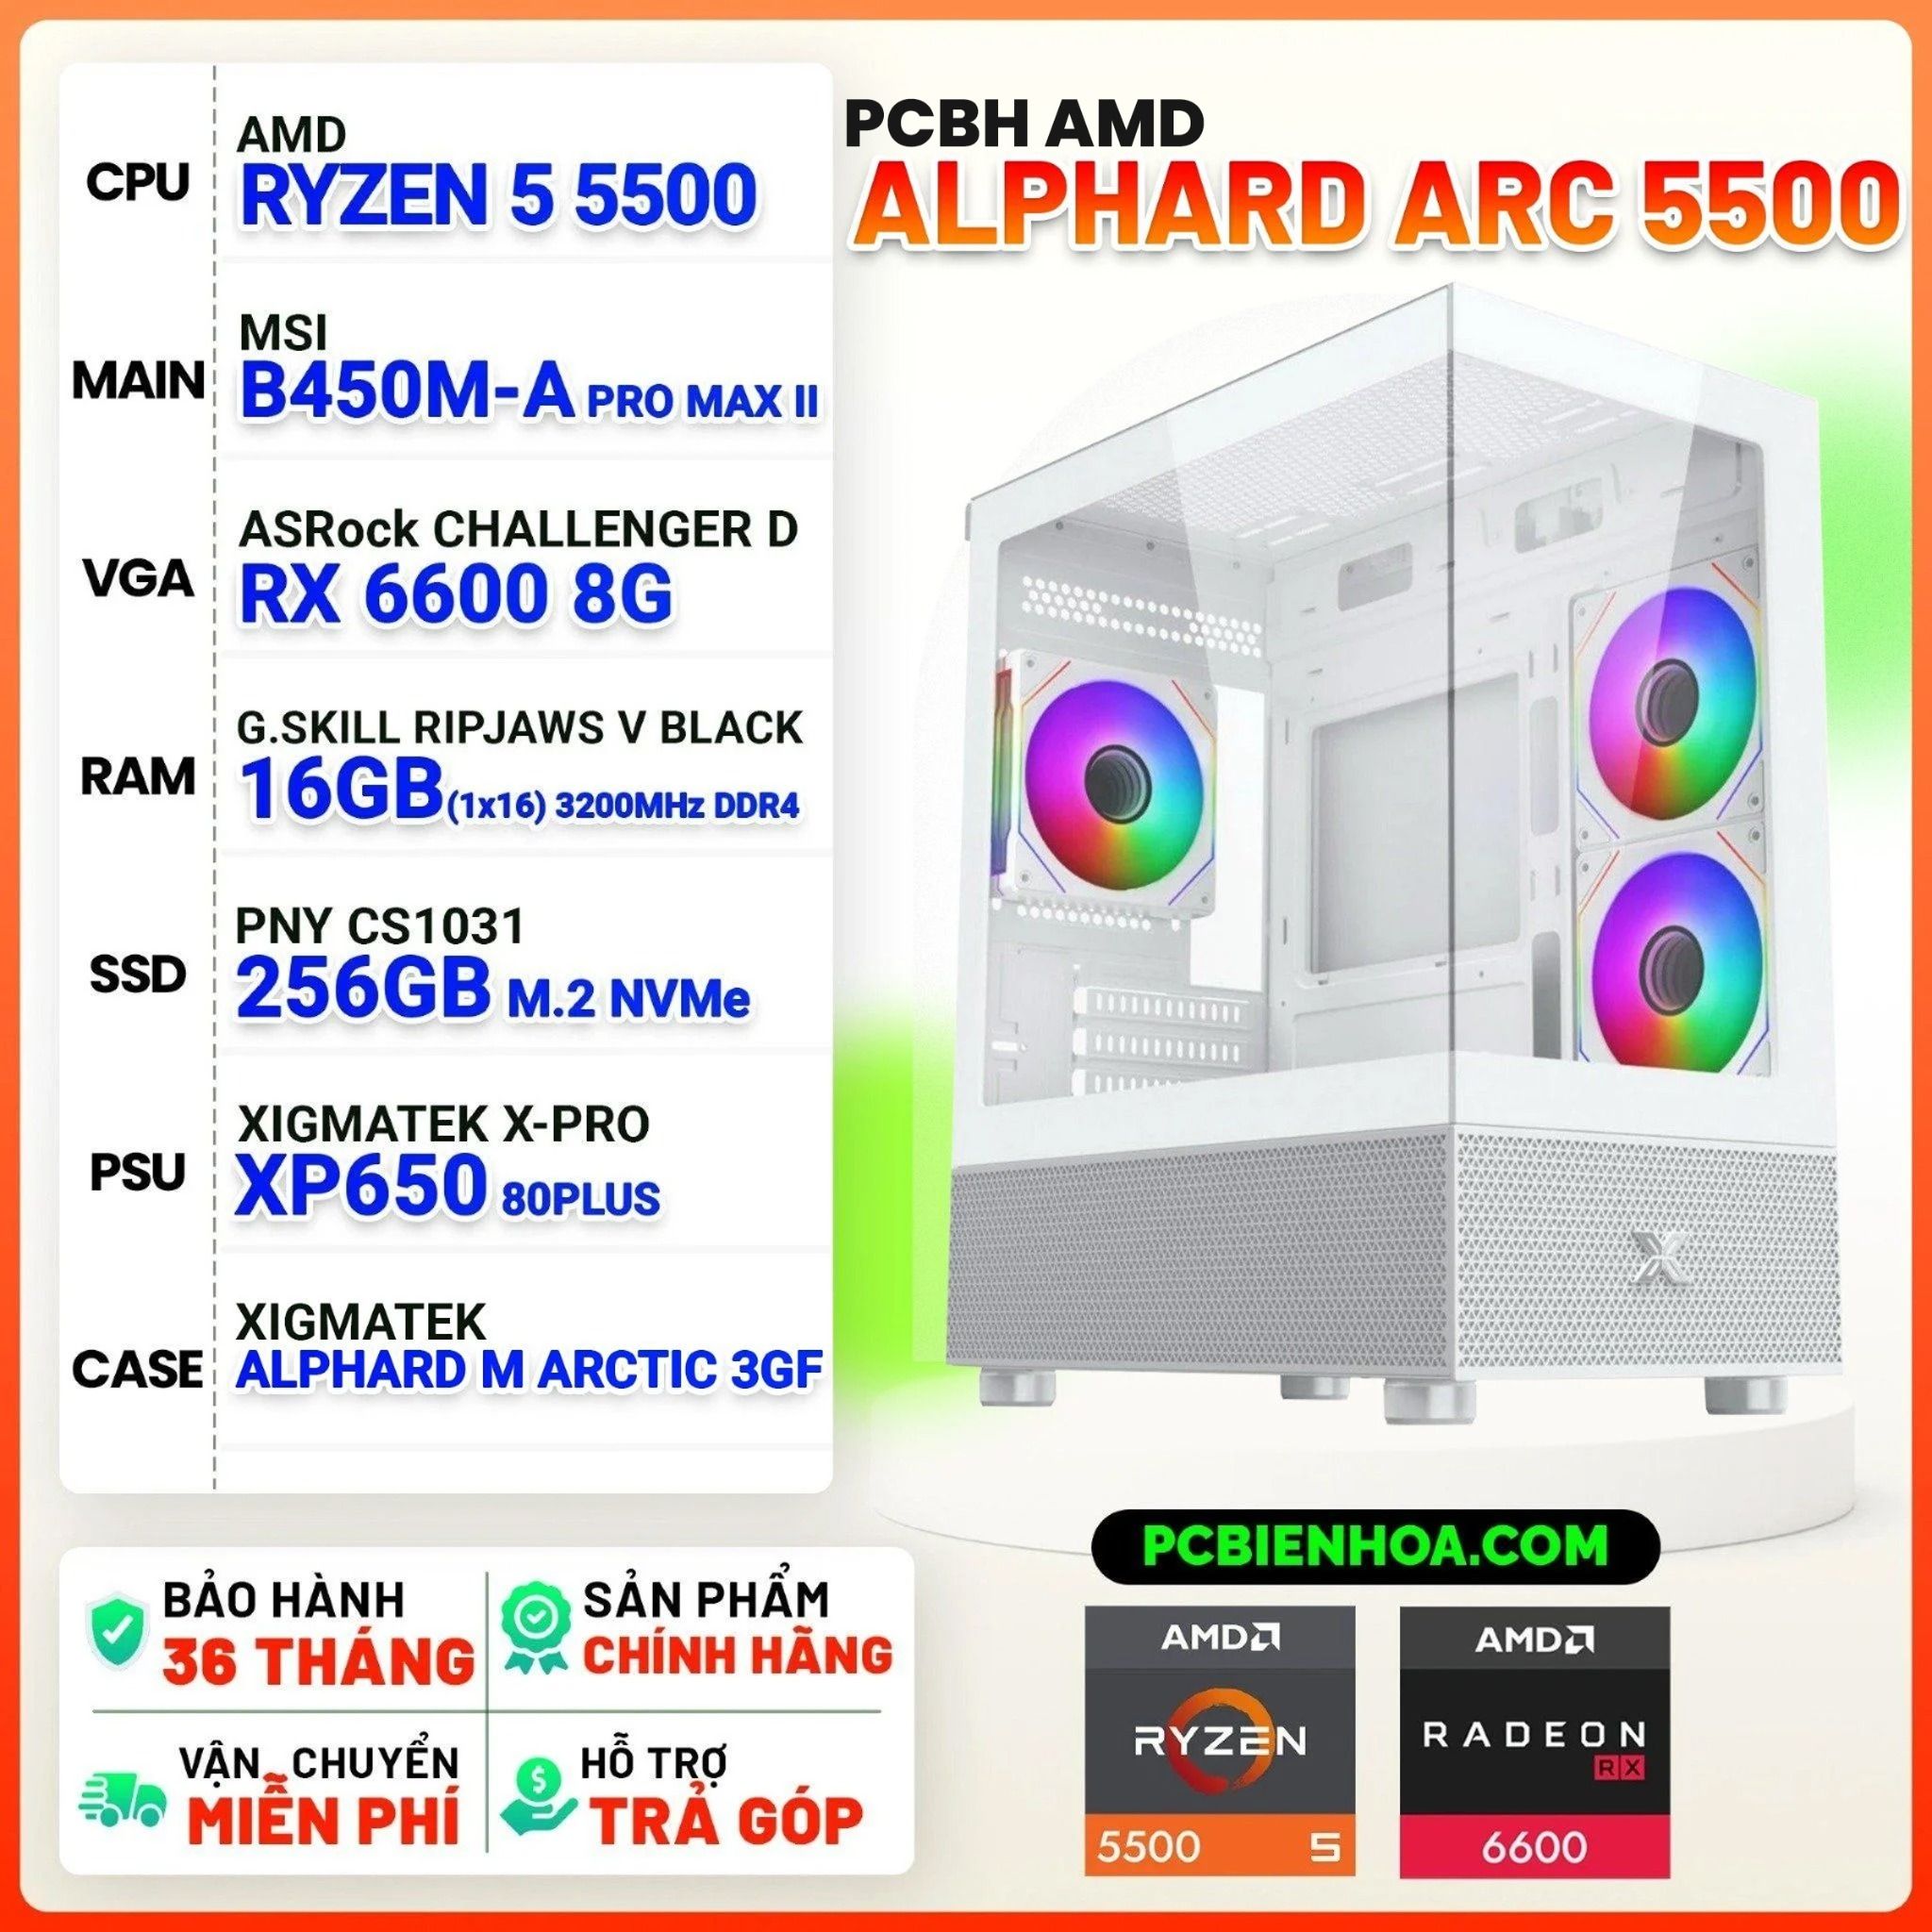 PCBH AMD
ALPHARD ARC 5500
CPU
AMD
RYZEN 5 5500
MAIN
MSI
B450M-A PRO MAX II
VGA
ASRock CHALLENGER D
RX 6600 8G
RAM
G.SKILL RIPJAWS V BLACK
16GB (1x16) 3200MHz DDR4
SSD
PNY CS1031
256GB M.2 NVMe
PSU
XIGMATEK X-PRO
XP650 80PLUS
CASE
XIGMATEK
ALPHARD M ARCTIC 3GF
BẢO HÀNH
36 THÁNG
SẢN PHẨM
CHÍNH HÃNG
VẬN CHUYỂN
MIỄN PHÍ
HỖ TRỢ
TRẢ GÓP
PCBIENHOA.COM
AMD
RYZEN
5500 5
AMD
RADEON
RX
6600